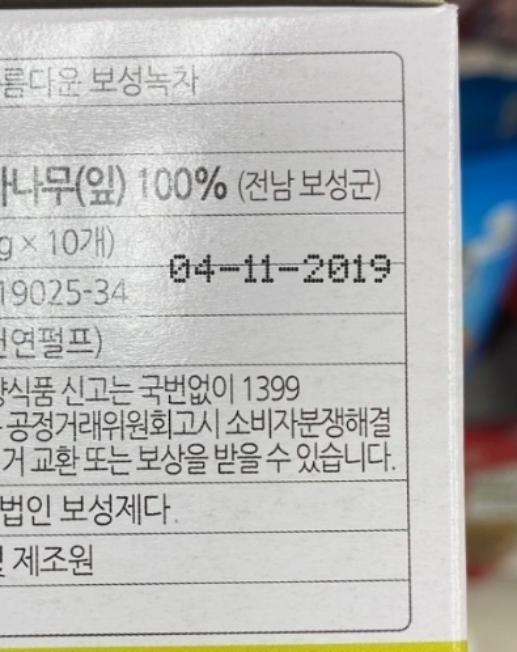 름다운 보성녹차
나무(잎) 100% (전남 보성군)
g × 10개)
04-11-2019
19025-34
연펄프)
식품 신고는 국번없이 1399
공정거래위원회고시 소비자분쟁해결
거 교환 또는 보상을 받을 수 있습니다.
법인 보성제다
제조원